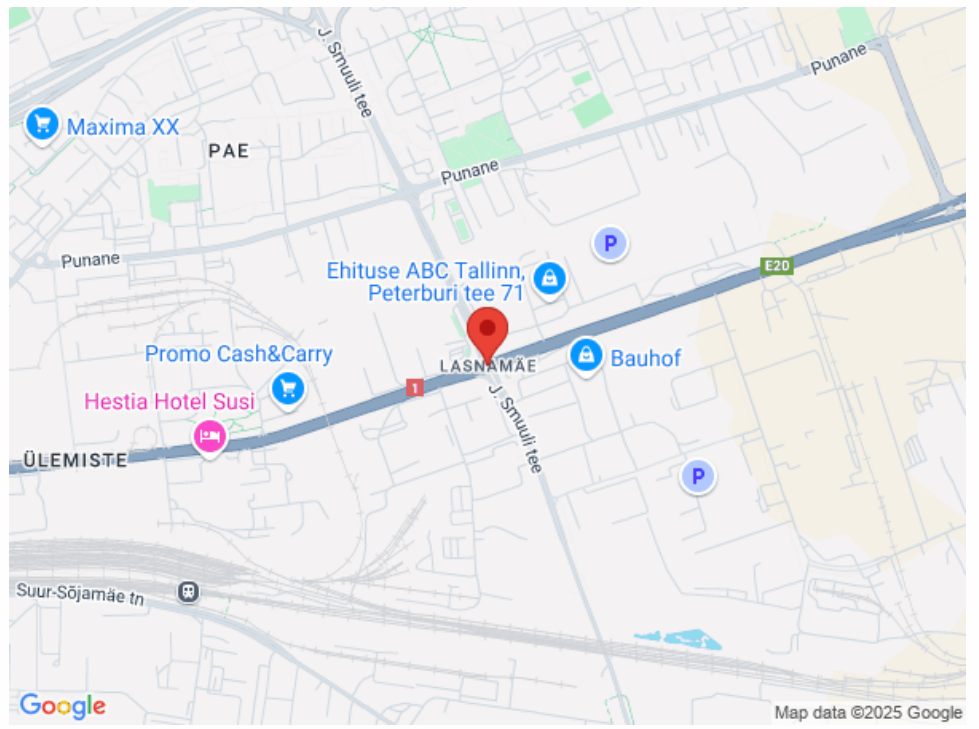 J. Smuuli tee
Punane
Maxima XX
PAE
Punane
Punane
P
Ehituse ABC Tallinn,
Peterburi tee 71
E20
Promo Cash&Carry
LASNAMÄE
Bauhof
1
Hestia Hotel Susi
J. Smuuli tee
ÜLEMISTE
P
Suur-Sõjamäe tn
Google
Map data ©2025 Google